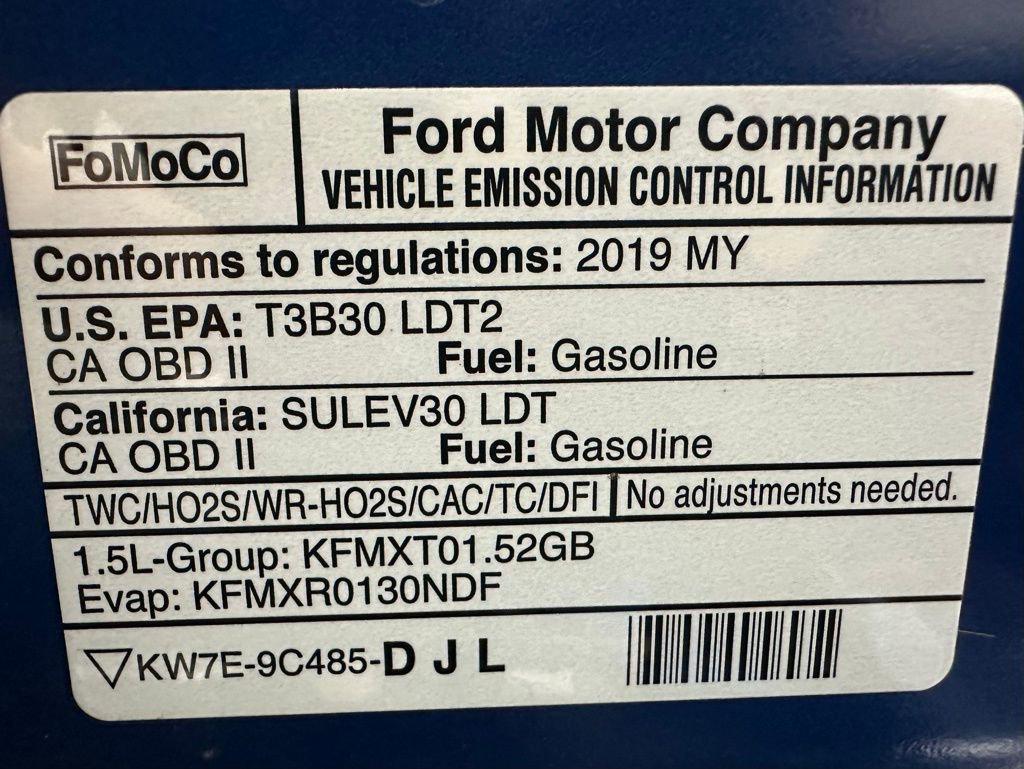 FoMoCo
Ford Motor Company
VEHICLE EMISSION CONTROL INFORMATION
Conforms to regulations: 2019 MY
U.S. EPA: T3B30 LDT2
CA OBD II Fuel: Gasoline
California: SULEV30 LDT
CA OBD II Fuel: Gasoline
TWC/HO2S/WR-HO2S/CAC/TC/DFI No adjustments needed.
1.5L-Group: KFMXT01.52GB
Evap: KFMXR0130NDF
KW7E-9C485-D J L